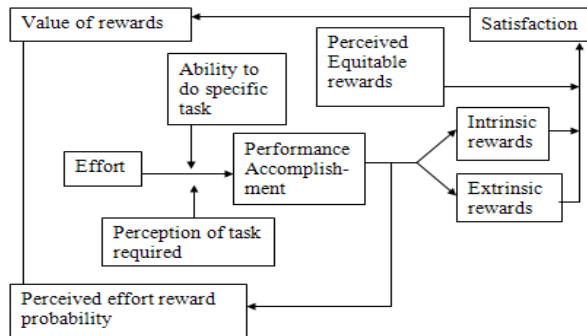 Value of rewards
Satisfaction
Perceived
Equitable
rewards
Ability to
do specific
task
Intrinsic
rewards
Performance
Accomplish-
ment
Effort
Extrinsic
rewards
Perception of task
required
Perceived effort reward
probability